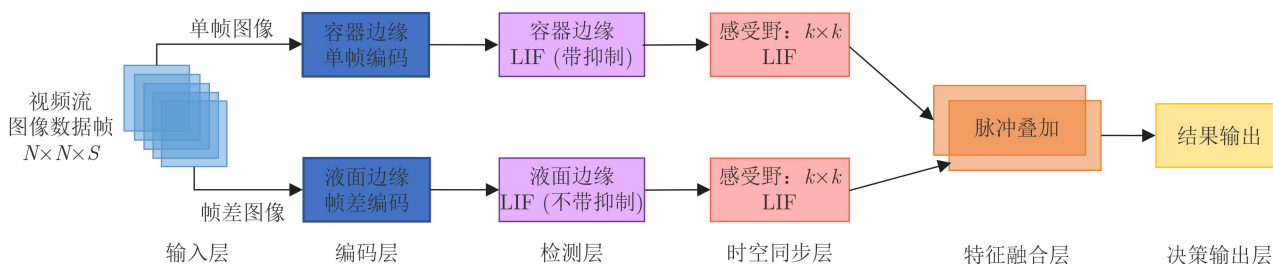 视频流
图像数据帧
N×N×S
单帧图像
帧差图像
容器边缘
单帧编码
液面边缘
帧差编码
容器边缘
LIF (带抑制)
液面边缘
LIF (不带抑制)
感受野：k×k
LIF
感受野：k×k
LIF
脉冲叠加
结果输出
输入层
编码层
检测层
时空同步层
特征融合层
决策输出层